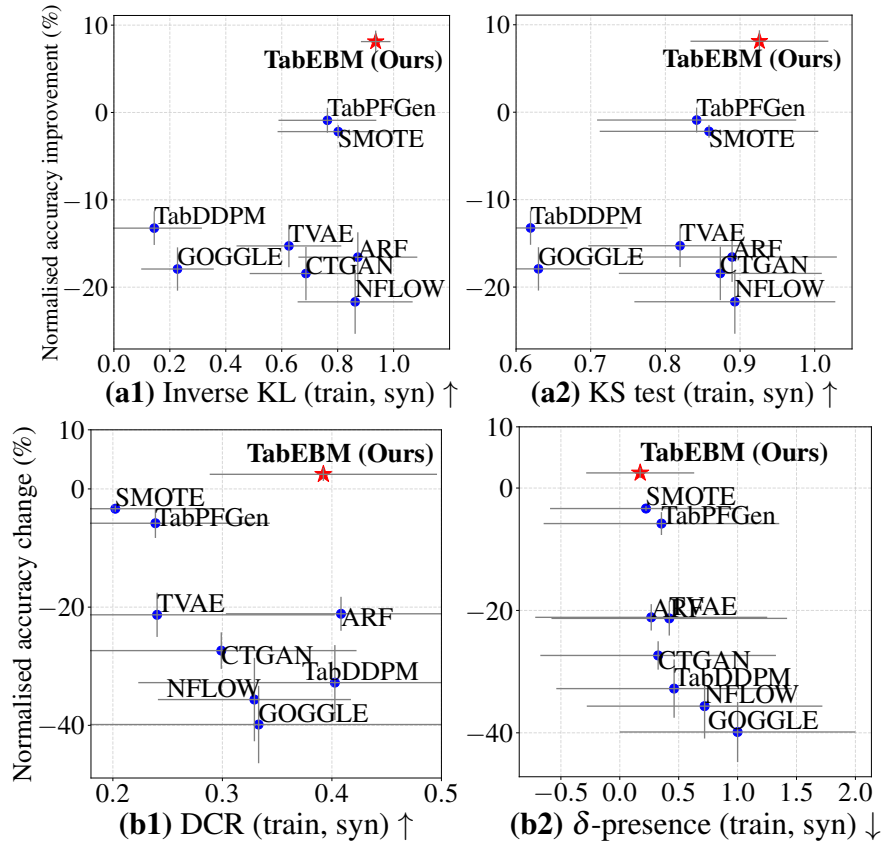 Normalised accuracy improvement (%)
10
0
−10
−20
TabEBM (Ours)
TabPFGen
SMOTE
TabDDPM
TVAE
GOGGLE
ARF
CTGAN
NFLOW
0.0 0.2 0.4 0.6 0.8 1.0
(a1) Inverse KL (train, syn) ↑
TabEBM (Ours)
TabPFGen
SMOTE
TabDDPM
TVAE
GOGGLE
ARF
CTGAN
NFLOW
0.6 0.7 0.8 0.9 1.0
(a2) KS test (train, syn) ↑
Normalised accuracy change (%)
10
0
−20
−40
TabEBM (Ours)
SMOTE
TabPFGen
TVAE
ARF
CTGAN
TabDDPM
NFLOW
GOGGLE
0.2 0.3 0.4 0.5
(b1) DCR (train, syn) ↑
10
0
−20
−40
TabEBM (Ours)
SMOTE
TabPFGen
ARF
TVAE
CTGAN
TabDDPM
NFLOW
GOGGLE
−0.5 0.0 0.5 1.0 1.5 2.0
(b2) δ-presence (train, syn) ↓